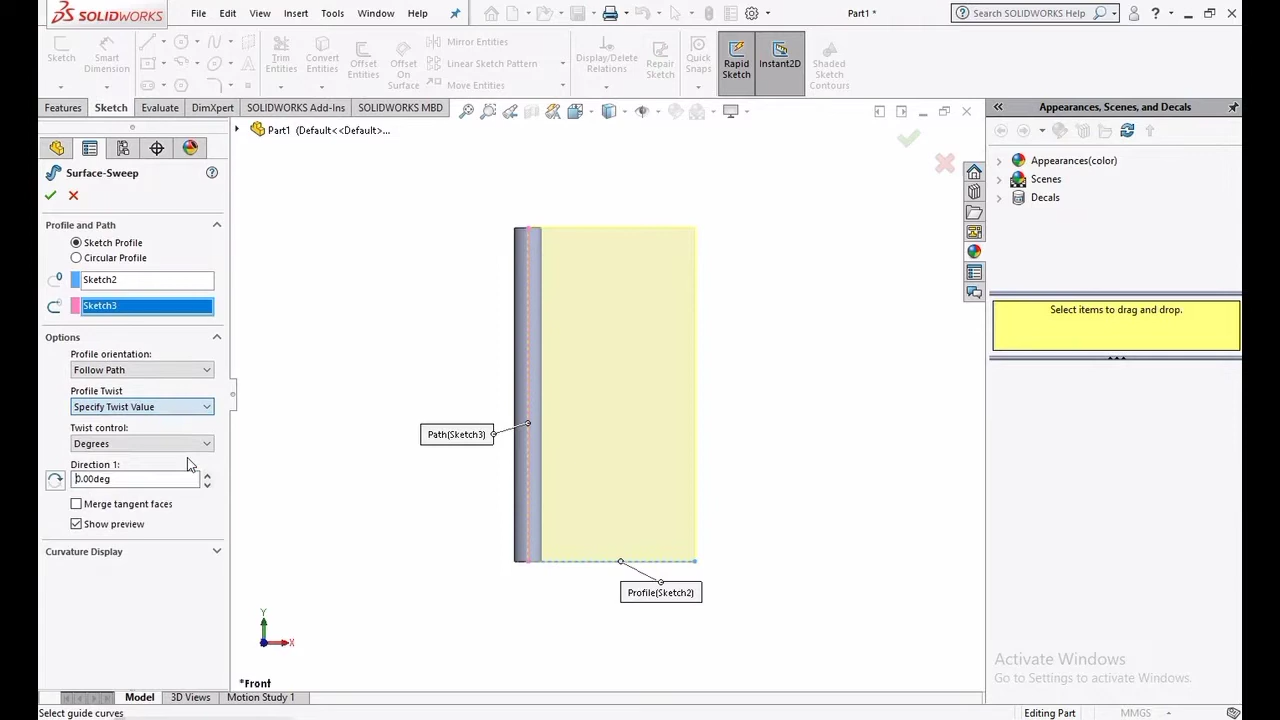 SOLIDWORKS
File
Edit
View
Insert
Tools
Window
Help
Part1 *
Search SOLIDWORKS Help
Sketch
Smart Dimension
Trim Entities
Convert Entities
Offset Entities
Offset On Surface
Mirror Entities
Linear Sketch Pattern
Move Entities
Display/Delete Relations
Repair Sketch
Quick Snaps
Rapid Sketch
Instant2D
Shaded Sketch Contours
Features
Sketch
Evaluate
DimXpert
SOLIDWORKS Add-Ins
SOLIDWORKS MBD
Part1 (Default<<Default>...
Surface-Sweep
Profile and Path
Sketch Profile
Circular Profile
Sketch2
Sketch3
Options
Profile orientation:
Follow Path
Profile Twist
Specify Twist Value
Twist control:
Degrees
Direction 1:
0.00deg
Merge tangent faces
Show preview
Curvature Display
Path(Sketch3)
Profile(Sketch2)
Y
X
*Front
Appearances, Scenes, and Decals
Appearances(color)
Scenes
Decals
Select items to drag and drop.
Activate Windows
Go to Settings to activate Windows.
Model
3D Views
Motion Study 1
Select guide curves
Editing Part
MMGS